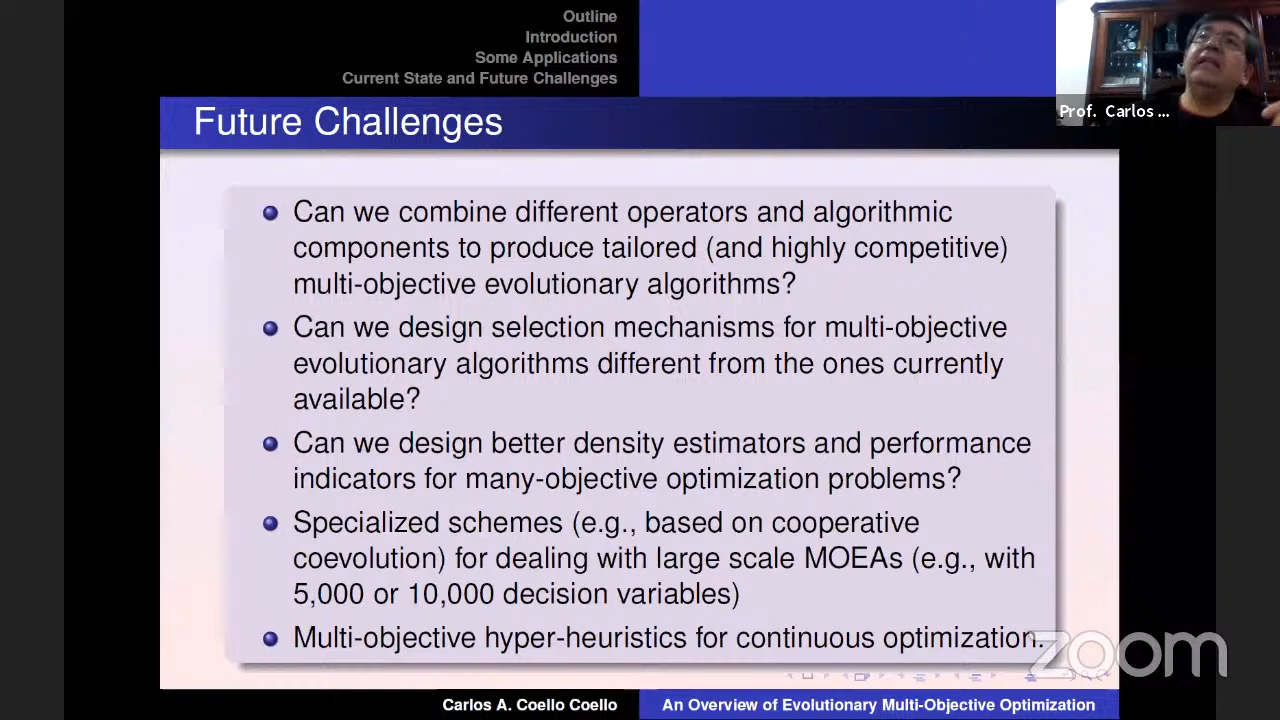 Outline
Introduction
Some Applications
Current State and Future Challenges
Prof. Carlos ...
Future Challenges
Can we combine different operators and algorithmic
components to produce tailored (and highly competitive)
multi-objective evolutionary algorithms?
Can we design selection mechanisms for multi-objective
evolutionary algorithms different from the ones currently
available?
Can we design better density estimators and performance
indicators for many-objective optimization problems?
Specialized schemes (e.g., based on cooperative
coevolution) for dealing with large scale MOEAs (e.g., with
5,000 or 10,000 decision variables)
Multi-objective hyper-heuristics for continuous optimization.
zoom
Carlos A. Coello Coello
An Overview of Evolutionary Multi-Objective Optimization